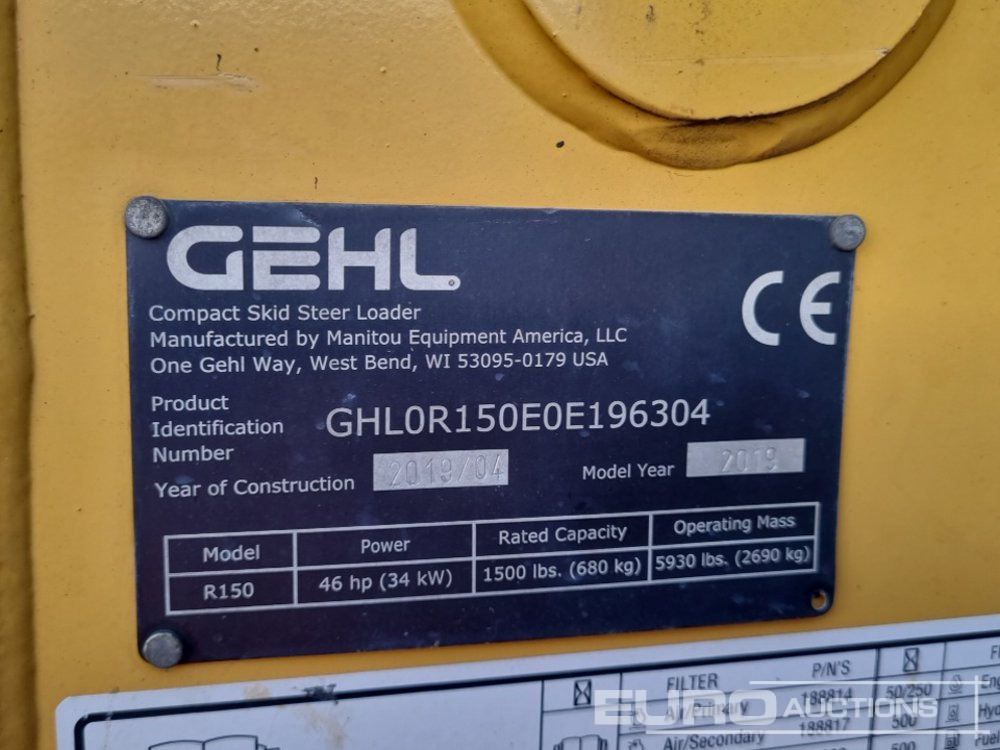 GEHL
CE
Compact Skid Steer Loader
Manufactured by Manitou Equipment America, LLC
One Gehl Way, West Bend, WI 53095-0179 USA
Product
Identification
Number
GHL0R150E0E196304
Year of Construction 2019/04 Model Year 2019
Model Power Rated Capacity Operating Mass
R150 46 hp (34 kW) 1500 lbs. (680 kg) 5930 lbs. (2690 kg)
FILTER P/N'S
Air/Primary 188814 50/250
Air/Secondary 188817 500
EURO AUCTIONS